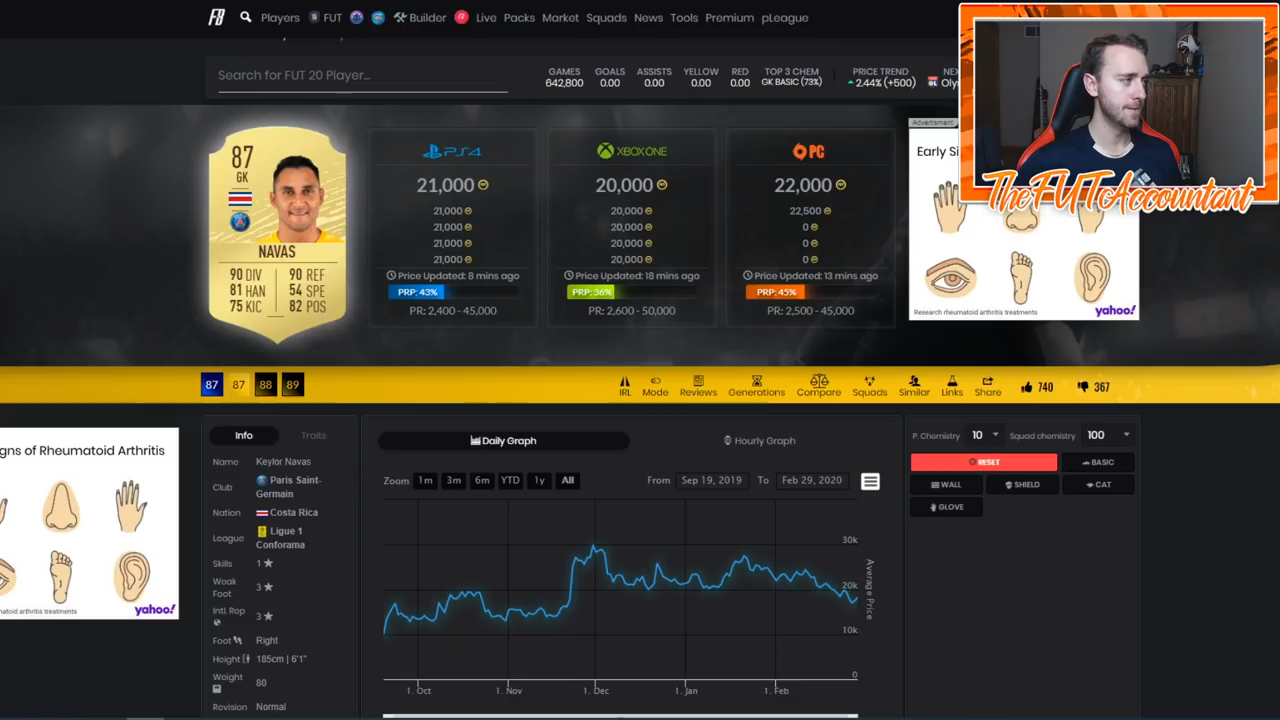 F8 Players FUT Builder Live Packs Market Squads News Tools Premium pLeague
Search for FUT 20 Player...
GAMES
642,800
GOALS
0.00
ASSISTS
0.00
YELLOW
0.00
RED
0.00
TOP 3 CHEM
GK BASIC (73%)
PRICE TREND
2.44% (+500)
NEX
Oly
87
GK
NAVAS
90 DIV 90 REF
81 HAN 54 SPE
75 KIC 82 POS
PS4
21,000
21,000
21,000
21,000
21,000
Price Updated: 8 mins ago
PRP: 43%
PR: 2,400 - 45,000
XBOX ONE
20,000
20,000
20,000
20,000
20,000
Price Updated: 18 mins ago
PRP: 36%
PR: 2,600 - 50,000
PC
22,000
22,500
0
0
0
Price Updated: 13 mins ago
PRP: 45%
PR: 2,500 - 45,000
Advertisment
Early Si
TheFUTAccountant
Research rheumatoid arthritis treatments
yahoo!
87 87 88 89
IRL Mode Reviews Generations Compare Squads Similar Links Share
740 367
gns of Rheumatoid Arthritis
atoid arthritis treatments
yahoo!
Info Traits
Name Keylor Navas
Club Paris Saint-
Germain
Nation Costa Rica
League Ligue 1
Conforama
Skills 1
Weak
Foot 3
Intl. Rep 3
Foot Right
Height 185cm | 6'1"
Weight 80
Revision Normal
Daily Graph Hourly Graph
Zoom 1m 3m 6m YTD 1y All From Sep 19, 2019 To Feb 29, 2020
30k
20k
10k
0
Average Price
1. Oct 1. Nov 1. Dec 1. Jan 1. Feb
P. Chemistry 10 Squad chemistry 100
RESET BASIC
WALL SHIELD CAT
GLOVE